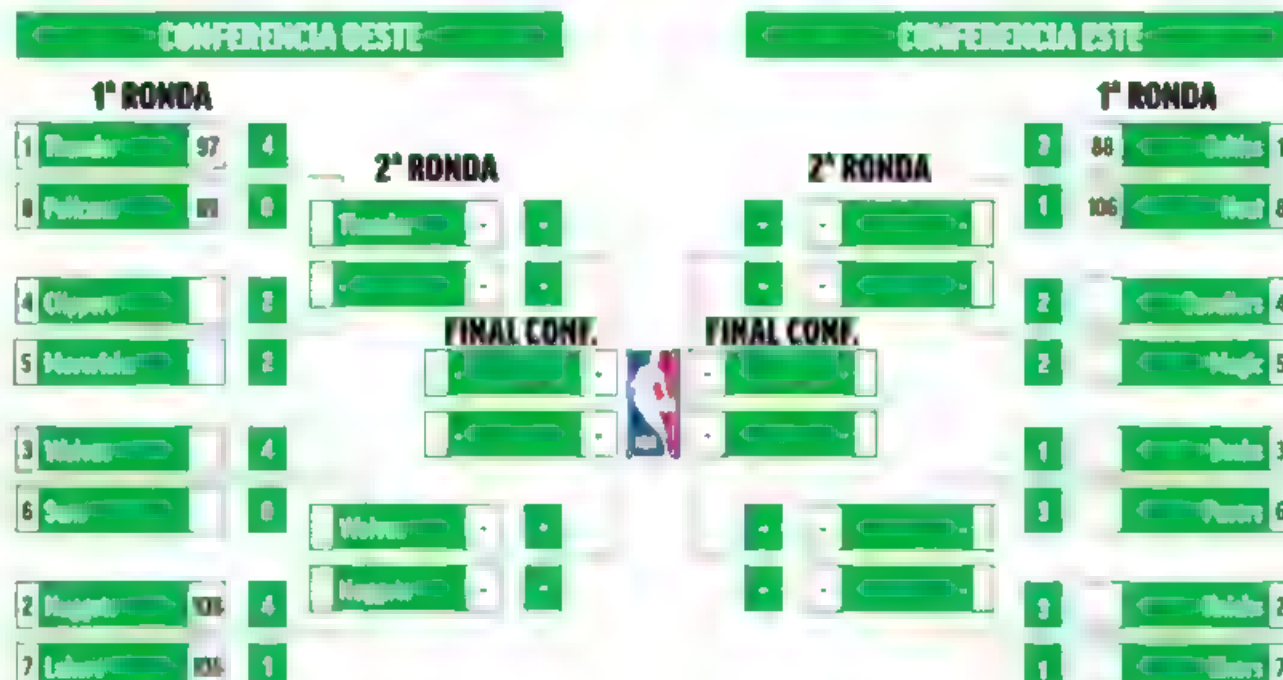 CONFERENCIA OESTE
CONFERENCIA ESTE
1ª RONDA
1ª RONDA
1 Thunder 97 4
8 Pelicans 0
2ª RONDA
2ª RONDA
88 Celtics 1
1 106 Heat 8
Thunder - -
- -
- -
- -
4 Clippers 2
5 Mavericks 2
2 Cavaliers 4
2 Magic 5
FINAL CONF.
FINAL CONF.
3 Wolves 4
6 Suns 0
1 Bucks 3
3 Pacers 6
Wolves - -
Nuggets - -
- -
- -
2 Nuggets 4
7 Lakers 1
3 Knicks 2
1 Sixers 7